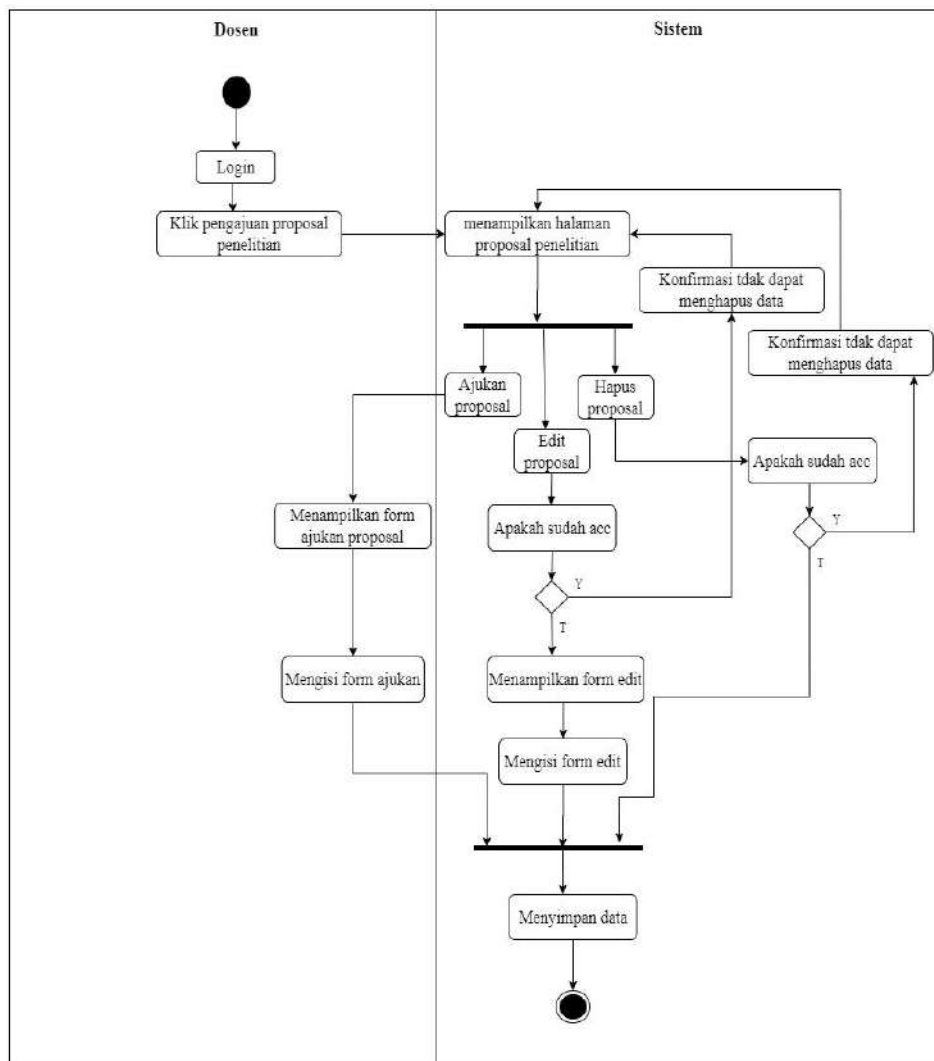 Dosen
Sistem
Login
Klik pengajuan proposal
penelitian
menampilkan halaman
proposal penelitian
Konfirmasi tdak dapat
menghapus data
Konfirmasi tdak dapat
menghapus data
Ajukan
proposal
Hapus
proposal
Edit
proposal
Apakah sudah acc
Menampilkan form
ajukan proposal
Apakah sudah acc
Y
T
Y
T
Mengisi form ajukan
Menampilkan form edit
Mengisi form edit
Menyimpan data